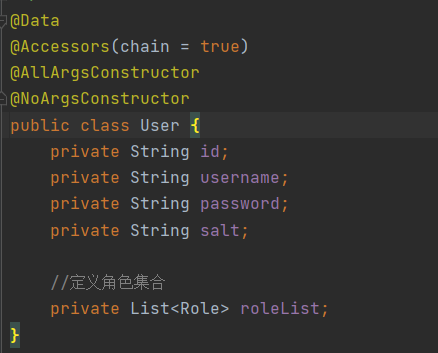 @Data
@Accessors(chain = true)
@AllArgsConstructor
@NoArgsConstructor
public class User {
private String id;
private String username;
private String password;
private String salt;
//定义角色集合
private List<Role> roleList;
}